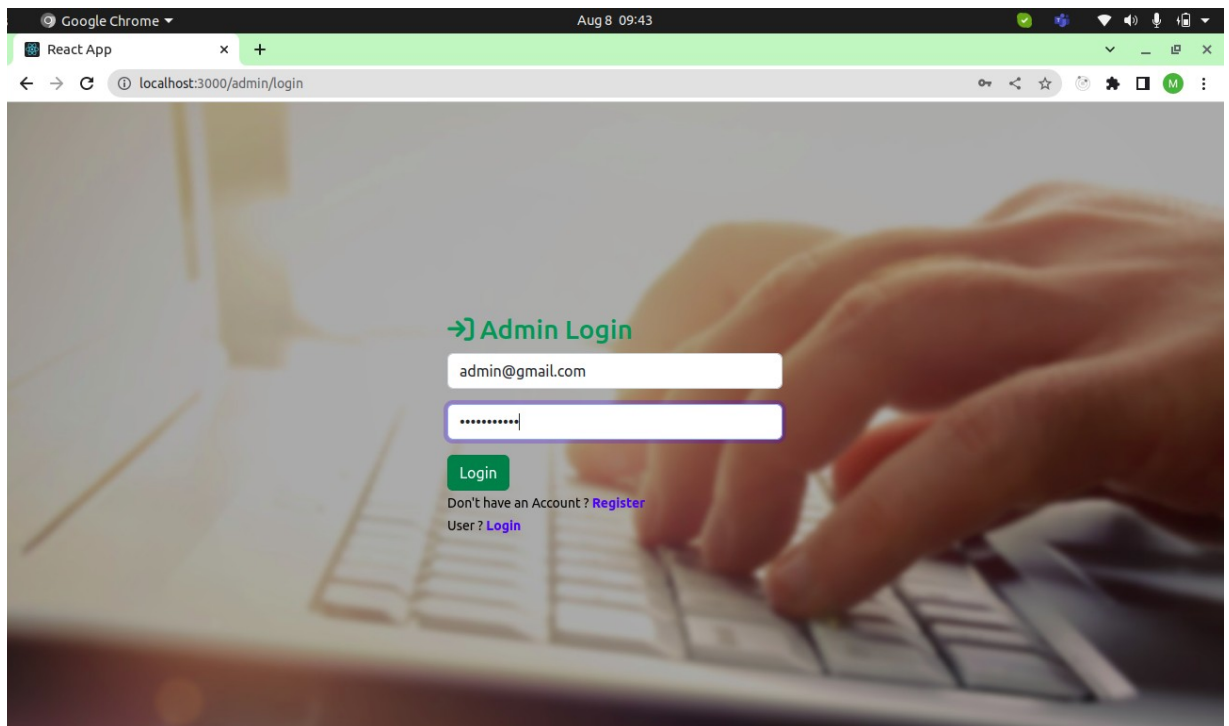 Google Chrome
Aug 8 09:43
React App
localhost:3000/admin/login
M
Admin Login
admin@gmail.com
•••••••••••
Login
Don't have an Account ? Register
User ? Login